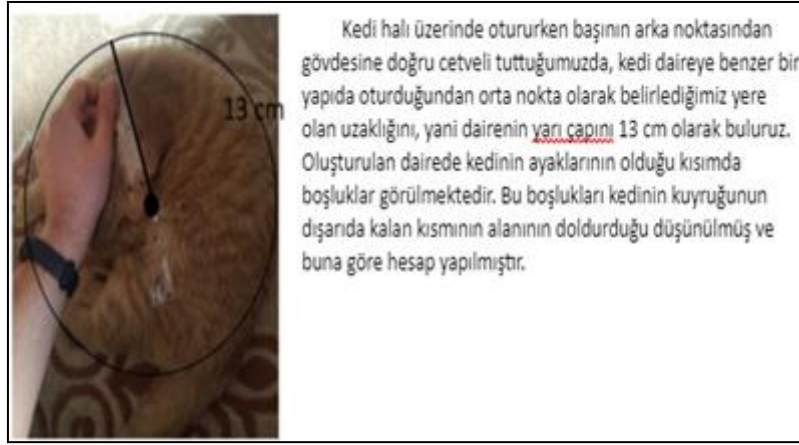 13 cm
Kedi halı üzerinde otururken başının arka noktasından
gövdesine doğru cetveli tuttuğumuzda, kedi daireye benzer bir
yapıda oturduğundan orta nokta olarak belirlediğimiz yere
olan uzaklığını, yani dairenin yarı çapını 13 cm olarak buluruz.
Oluşturulan dairede kedinin ayaklarının olduğu kısımda
boşluklar görülmektedir. Bu boşlukları kedinin kuyruğunun
dışarıda kalan kısmının alanının doldurduğu düşünülmüş ve
buna göre hesap yapılmıştır.